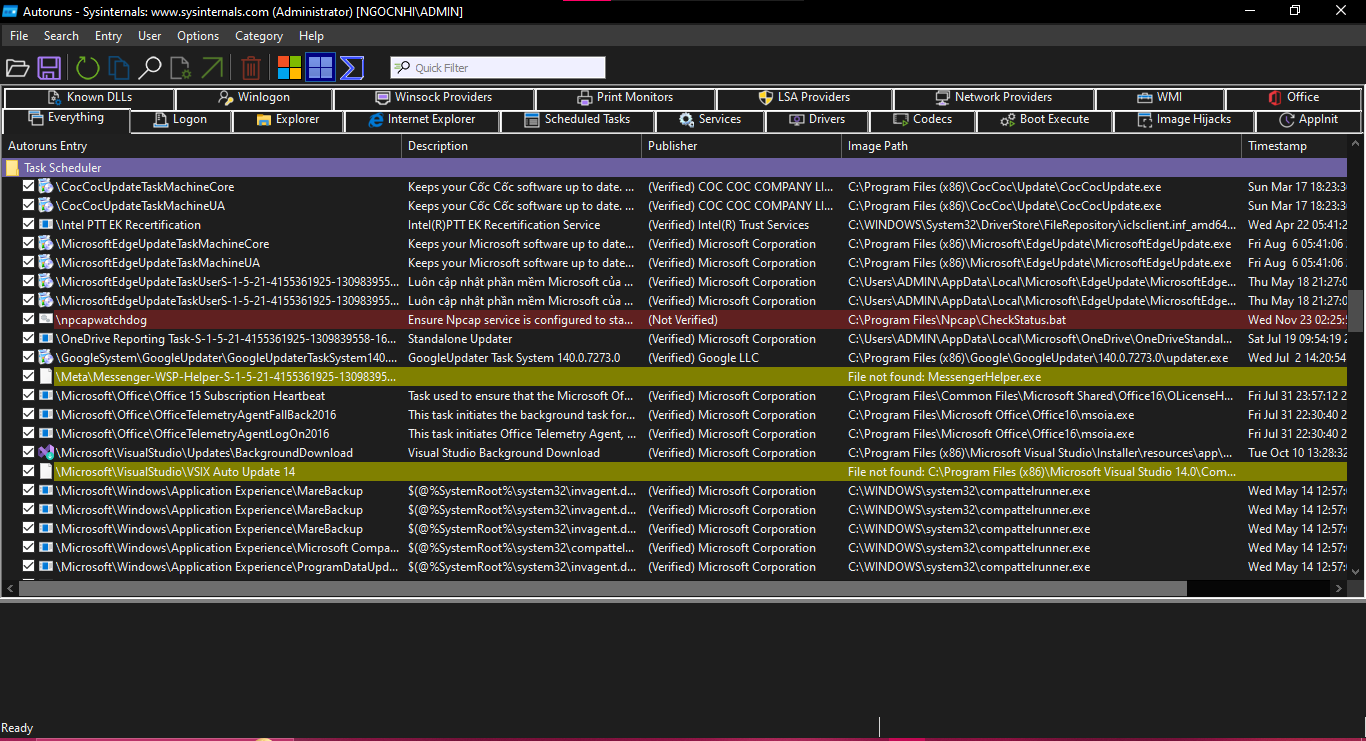 Autoruns - Sysinternals: www.sysinternals.com (Administrator) [NGOCNHI\ADMIN]
File Search Entry User Options Category Help
Quick Filter
Known DLLs Winlogon Winsock Providers Print Monitors LSA Providers Network Providers WMI Office
Everything Logon Explorer Internet Explorer Scheduled Tasks Services Drivers Codecs Boot Execute Image Hijacks AppInit
Autoruns Entry Description Publisher Image Path Timestamp
Task Scheduler
\CocCocUpdateTaskMachineCore Keeps your Cốc Cốc software up to date. ... (Verified) COC COC COMPANY LI... C:\Program Files (x86)\CocCoc\Update\CocCocUpdate.exe Sun Mar 17 18:23:3
\CocCocUpdateTaskMachineUA Keeps your Cốc Cốc software up to date. ... (Verified) COC COC COMPANY LI... C:\Program Files (x86)\CocCoc\Update\CocCocUpdate.exe Sun Mar 17 18:23:3
\Intel PTT EK Recertification Intel(R)PTT EK Recertification Service (Verified) Intel(R) Trust Services C:\WINDOWS\System32\DriverStore\FileRepository\iclsclient.inf_amd64... Wed Apr 22 05:41:2
\MicrosoftEdgeUpdateTaskMachineCore Keeps your Microsoft software up to date... (Verified) Microsoft Corporation C:\Program Files (x86)\Microsoft\EdgeUpdate\MicrosoftEdgeUpdate.exe Fri Aug 6 05:41:06
\MicrosoftEdgeUpdateTaskMachineUA Keeps your Microsoft software up to date... (Verified) Microsoft Corporation C:\Program Files (x86)\Microsoft\EdgeUpdate\MicrosoftEdgeUpdate.exe Fri Aug 6 05:41:06
\MicrosoftEdgeUpdateTaskUserS-1-5-21-4155361925-130983955... Luôn cập nhật phần mềm Microsoft của ... (Verified) Microsoft Corporation C:\Users\ADMIN\AppData\Local\Microsoft\EdgeUpdate\MicrosoftEdge... Thu May 18 21:27:0
\MicrosoftEdgeUpdateTaskUserS-1-5-21-4155361925-130983955... Luôn cập nhật phần mềm Microsoft của ... (Verified) Microsoft Corporation C:\Users\ADMIN\AppData\Local\Microsoft\EdgeUpdate\MicrosoftEdge... Thu May 18 21:27:0
\npcapwatchdog Ensure Npcap service is configured to sta... (Not Verified) C:\Program Files\Npcap\CheckStatus.bat Wed Nov 23 02:25:
\OneDrive Reporting Task-S-1-5-21-4155361925-1309839558-16... Standalone Updater (Verified) Microsoft Corporation C:\Users\ADMIN\AppData\Local\Microsoft\OneDrive\OneDriveStandal... Sat Jul 19 09:54:19 2
\GoogleSystem\GoogleUpdater\GoogleUpdaterTaskSystem140.... GoogleUpdater Task System 140.0.7273.0 (Verified) Google LLC C:\Program Files (x86)\Google\GoogleUpdater\140.0.7273.0\updater.exe Wed Jul 2 14:20:54
\Meta\Messenger-WSP-Helper-S-1-5-21-4155361925-13098395... File not found: MessengerHelper.exe
\Microsoft\Office\Office 15 Subscription Heartbeat Task used to ensure that the Microsoft Of... (Verified) Microsoft Corporation C:\Program Files\Common Files\Microsoft Shared\Office16\OLicenseH... Fri Jul 31 23:57:12 2
\Microsoft\Office\OfficeTelemetryAgentFallBack2016 This task initiates the background task for... (Verified) Microsoft Corporation C:\Program Files\Microsoft Office\Office16\msoia.exe Fri Jul 31 22:30:40 2
\Microsoft\Office\OfficeTelemetryAgentLogOn2016 This task initiates Office Telemetry Agent, ... (Verified) Microsoft Corporation C:\Program Files\Microsoft Office\Office16\msoia.exe Fri Jul 31 22:30:40 2
\Microsoft\VisualStudio\Updates\BackgroundDownload Visual Studio Background Download (Verified) Microsoft Corporation C:\Program Files (x86)\Microsoft Visual Studio\Installer\resources\app\... Tue Oct 10 13:28:32
\Microsoft\VisualStudio\VSIX Auto Update 14 File not found: C:\Program Files (x86)\Microsoft Visual Studio 14.0\Com...
\Microsoft\Windows\Application Experience\MareBackup $(@%SystemRoot%\system32\invagent.d... (Verified) Microsoft Corporation C:\WINDOWS\system32\compattelrunner.exe Wed May 14 12:57:
\Microsoft\Windows\Application Experience\MareBackup $(@%SystemRoot%\system32\invagent.d... (Verified) Microsoft Corporation C:\WINDOWS\system32\compattelrunner.exe Wed May 14 12:57:
\Microsoft\Windows\Application Experience\MareBackup $(@%SystemRoot%\system32\invagent.d... (Verified) Microsoft Corporation C:\WINDOWS\system32\compattelrunner.exe Wed May 14 12:57:
\Microsoft\Windows\Application Experience\Microsoft Compa... $(@%SystemRoot%\system32\compattel... (Verified) Microsoft Corporation C:\WINDOWS\system32\compattelrunner.exe Wed May 14 12:57:
\Microsoft\Windows\Application Experience\ProgramDataUpd... $(@%SystemRoot%\system32\invagent.d... (Verified) Microsoft Corporation C:\WINDOWS\system32\compattelrunner.exe Wed May 14 12:57:
Ready